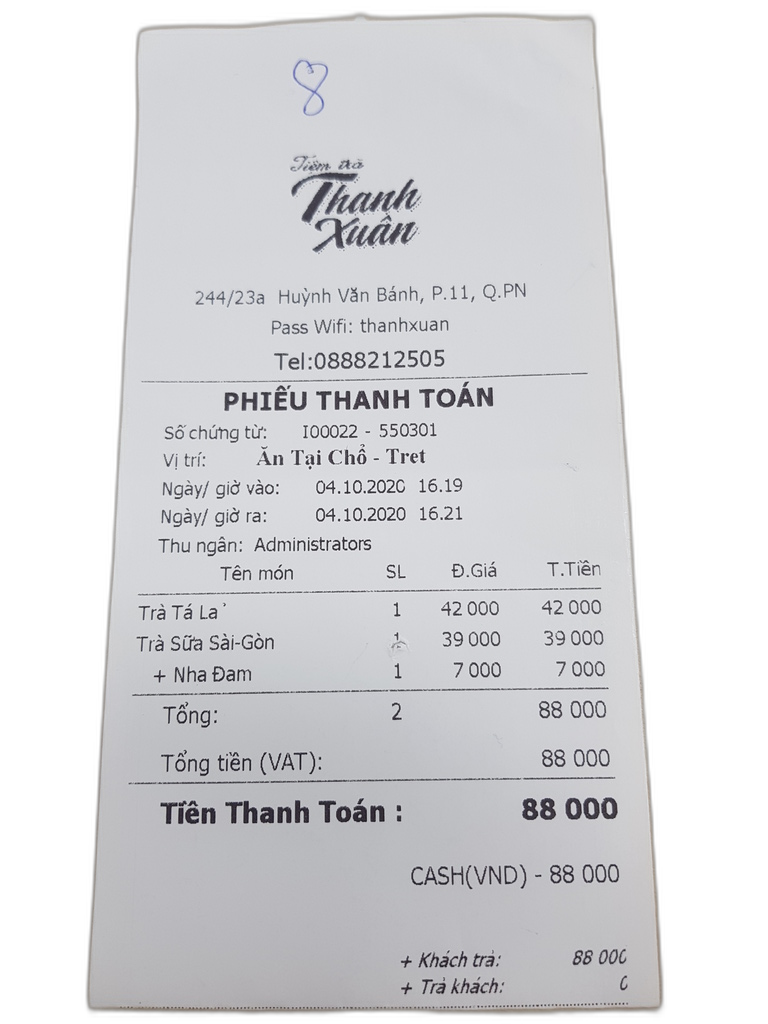 8
Tiệm trà
Thanh
Xuân
244/23a Huỳnh Văn Bánh, P.11, Q.PN
Pass Wifi: thanhxuan
Tel:0888212505
PHIẾU THANH TOÁN
Số chứng từ: I00022 - 550301
Vị trí: Ăn Tại Chổ - Tret
Ngày/ giờ vào: 04.10.2020 16.19
Ngày/ giờ ra: 04.10.2020 16.21
Thu ngân: Administrators
Tên món SL Đ.Giá T.Tiền
Trà Tá Lả 1 42 000 42 000
Trà Sữa Sài-Gòn 1 39 000 39 000
+ Nha Đam 1 7 000 7 000
Tổng: 2 88 000
Tổng tiền (VAT): 88 000
Tiền Thanh Toán : 88 000
CASH(VND) - 88 000
+ Khách trả: 88 000
+ Trả khách: 0